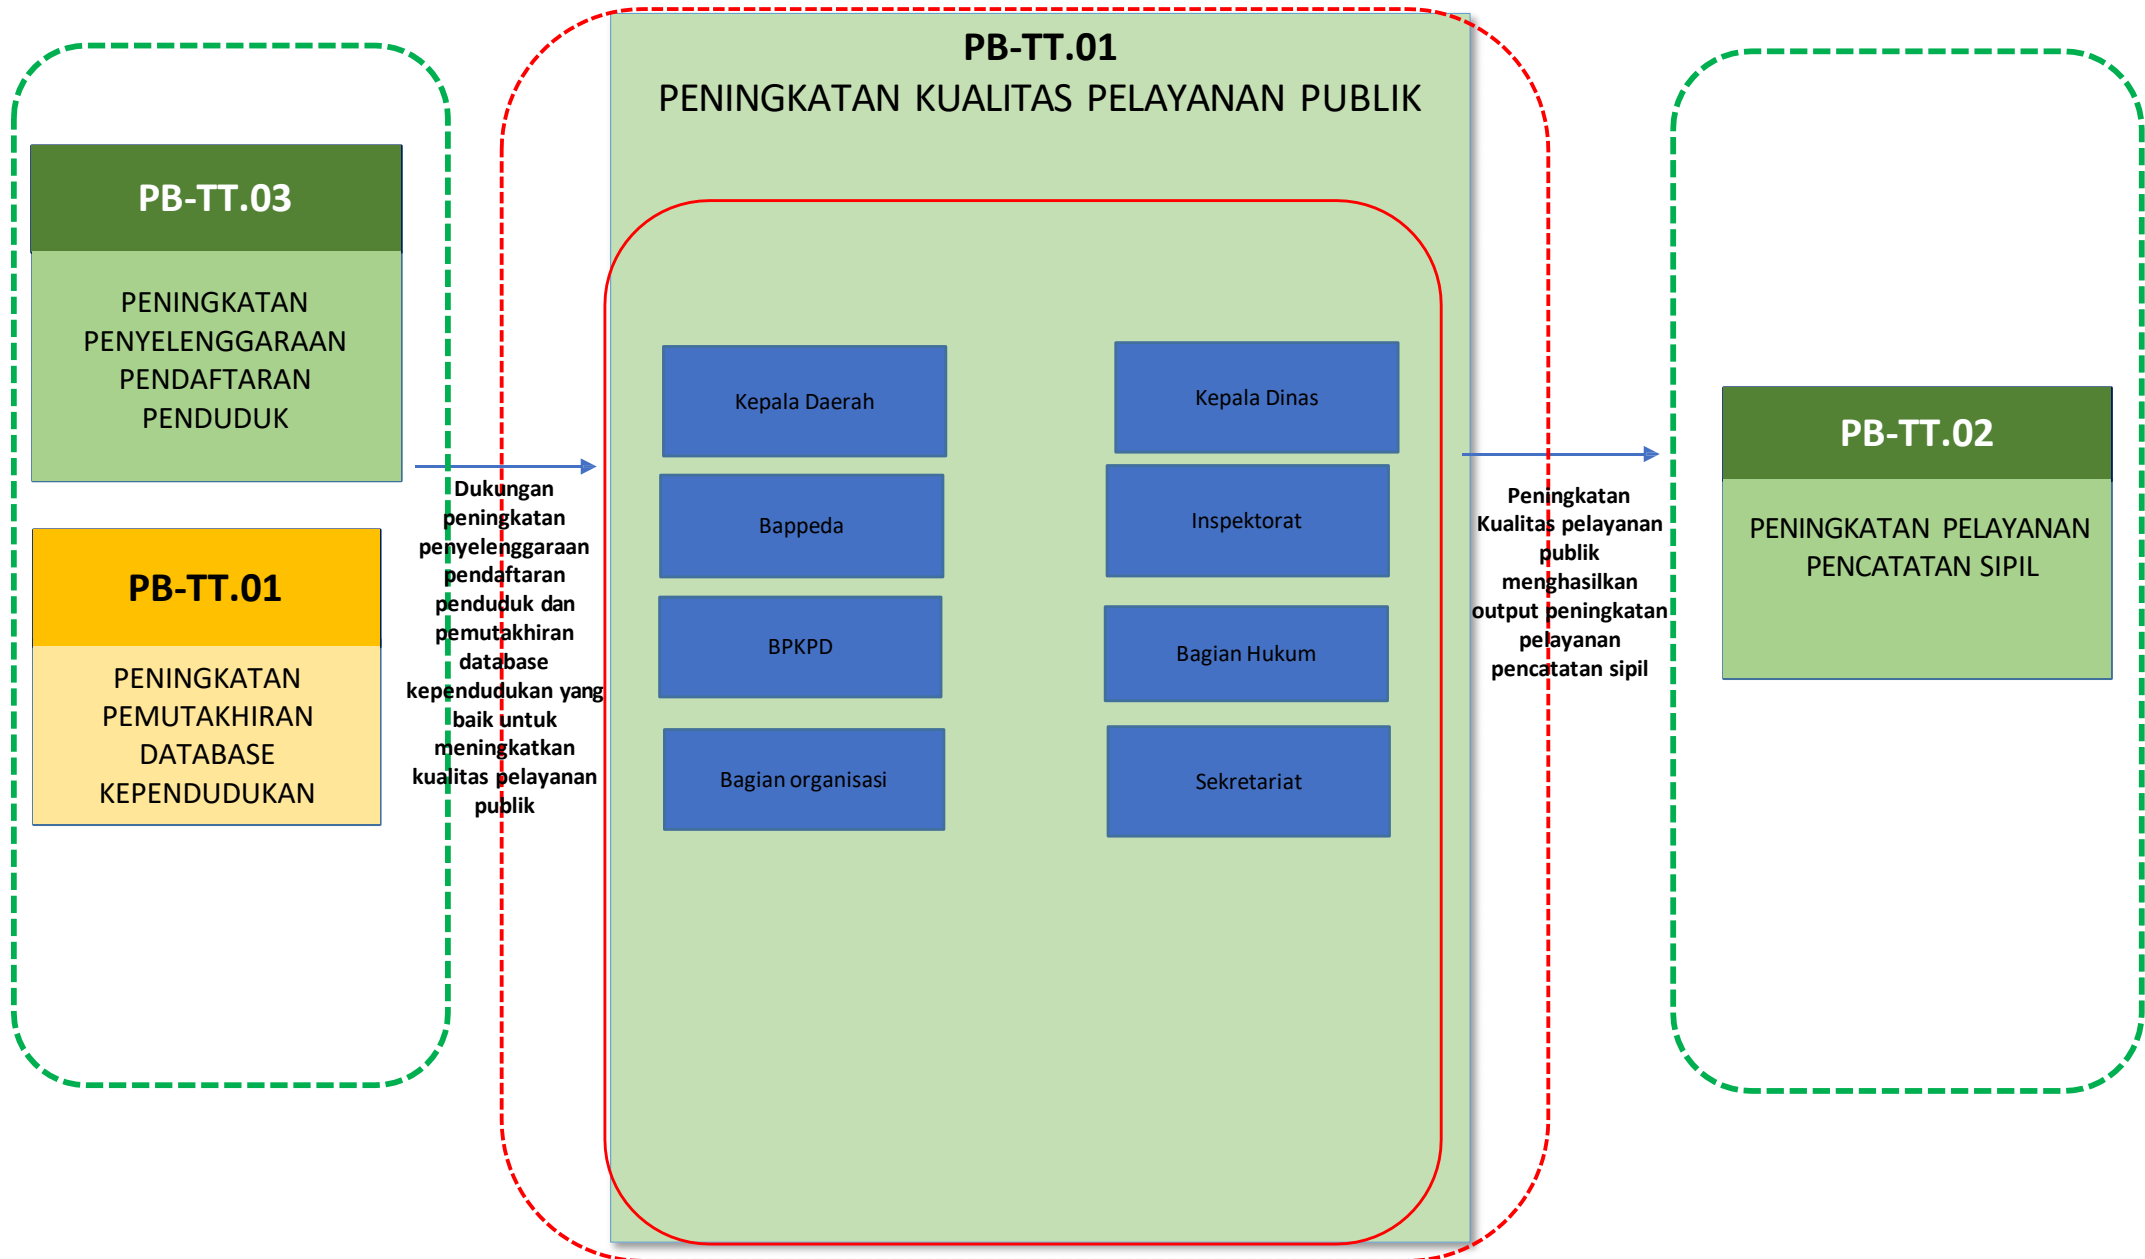 PB-TT.01
PENINGKATAN KUALITAS PELAYANAN PUBLIK
PB-TT.03
PENINGKATAN
PENYELENGGARAAN
PENDAFTARAN
PENDUDUK
PB-TT.01
PENINGKATAN
PEMUTAKHIRAN
DATABASE
KEPENDUDUKAN
Dukungan
peningkatan
penyelenggaraan
pendaftaran
penduduk dan
pemutakhiran
database
kependudukan yang
baik untuk
meningkatkan
kualitas pelayanan
publik
Kepala Daerah
Kepala Dinas
Bappeda
Inspektorat
BPKPD
Bagian Hukum
Bagian organisasi
Sekretariat
Peningkatan
Kualitas pelayanan
publik
menghasilkan
output peningkatan
pelayanan
pencatatan sipil
PB-TT.02
PENINGKATAN PELAYANAN
PENCATATAN SIPIL